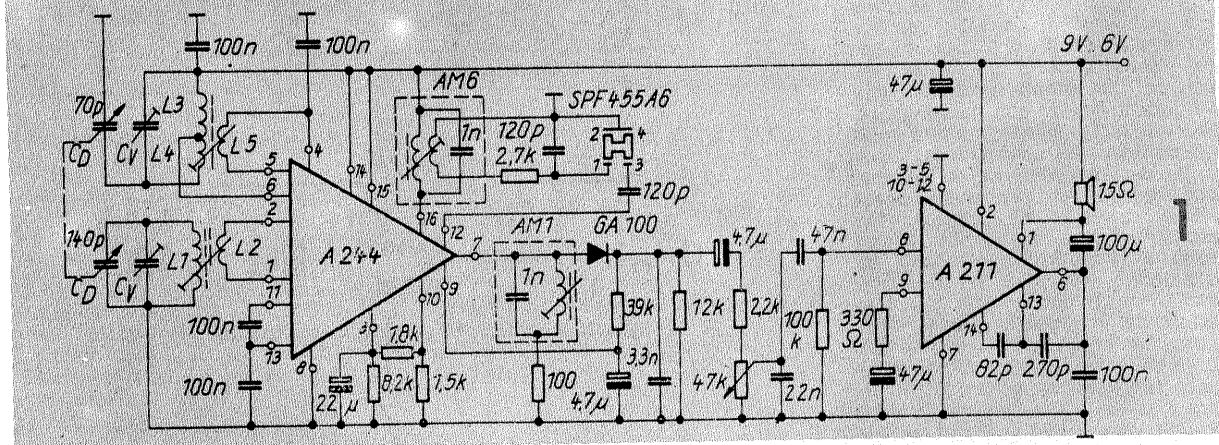 100n
100n
9V...6V
AM6
47µ
70p
L3
SPF455A6
1n
120p
2
4
CD
CV
L4
L5
4
2,7k
1
3
3-5
10-12
5
14
15
120p
15Ω
6
16
2
1
2
12
GA 100
140p
AM1
4,7µ
1
100µ
L1
L2
A244
7
47n
8
A 211
1
1n
6
CD
CV
10
9
39k
12k
2,2k
9
13
11
100n
100
k
330
Ω
14
1,8k
3,3n
13
3
82p
270p
100n
8
8,2k
1,5k
100
47k
22n
47µ
7
100n
22µ
4,7µ